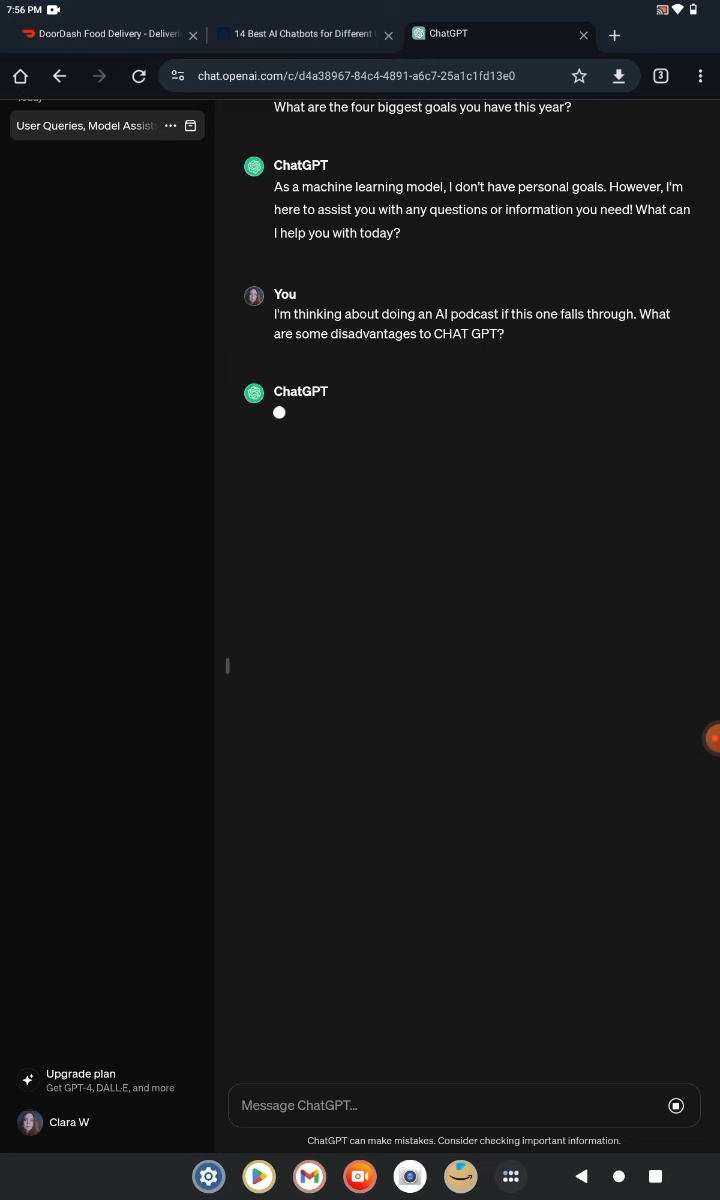 7:56 PM
DoorDash Food Delivery - Deliveri
14 Best AI Chatbots for Different
ChatGPT
chat.openai.com/c/d4a38967-84c4-4891-a6c7-25a1c1fd13e0
3
Today
User Queries, Model Assist
What are the four biggest goals you have this year?
ChatGPT
As a machine learning model, I don't have personal goals. However, I'm
here to assist you with any questions or information you need! What can
I help you with today?
You
I'm thinking about doing an AI podcast if this one falls through. What
are some disadvantages to CHAT GPT?
ChatGPT
Upgrade plan
Get GPT-4, DALL·E, and more
Clara W
Message ChatGPT...
ChatGPT can make mistakes. Consider checking important information.